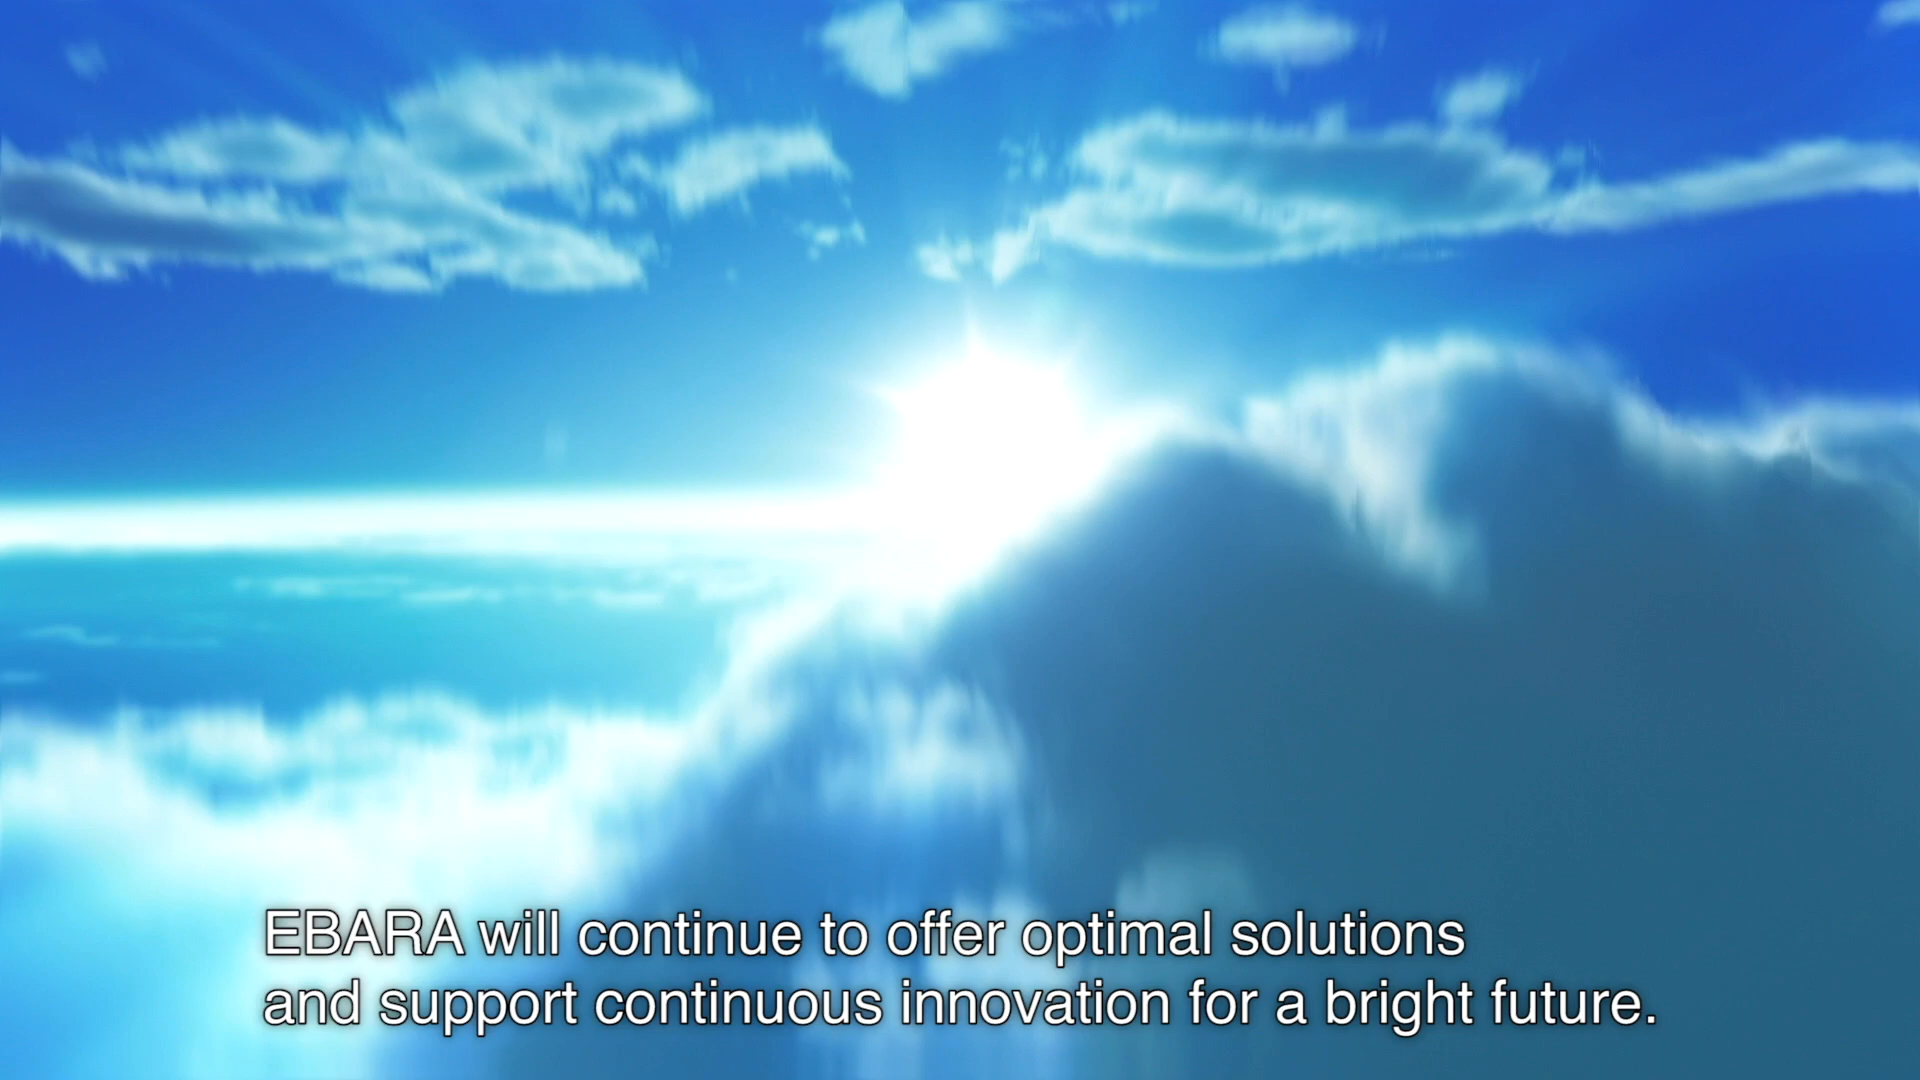 EBARA will continue to offer optimal solutions
and support continuous innovation for a bright future.